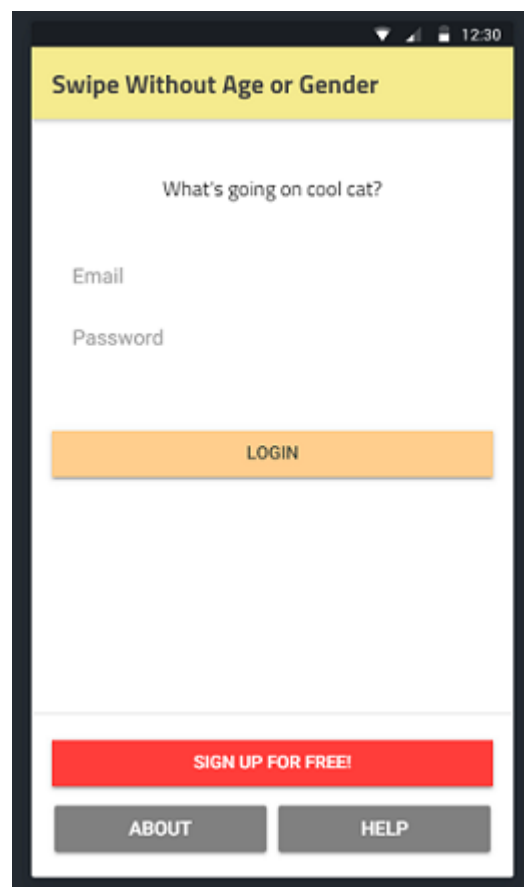 12:30
Swipe Without Age or Gender
What's going on cool cat?
Email
Password
LOGIN
SIGN UP FOR FREE!
ABOUT
HELP